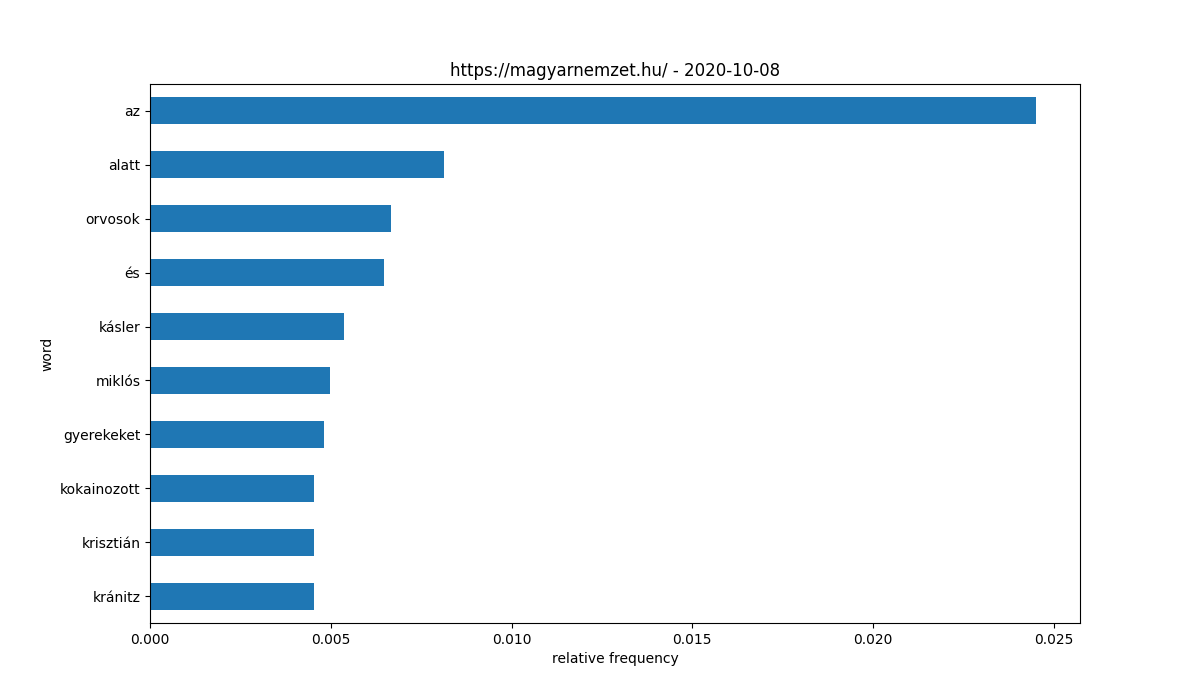 https://magyarnemzet.hu/ - 2020-10-08
az
alatt
orvosok
és
kásler
miklós
gyerekeket
kokainozott
krisztián
kránitz
word
0.000 0.005 0.010 0.015 0.020 0.025
relative frequency